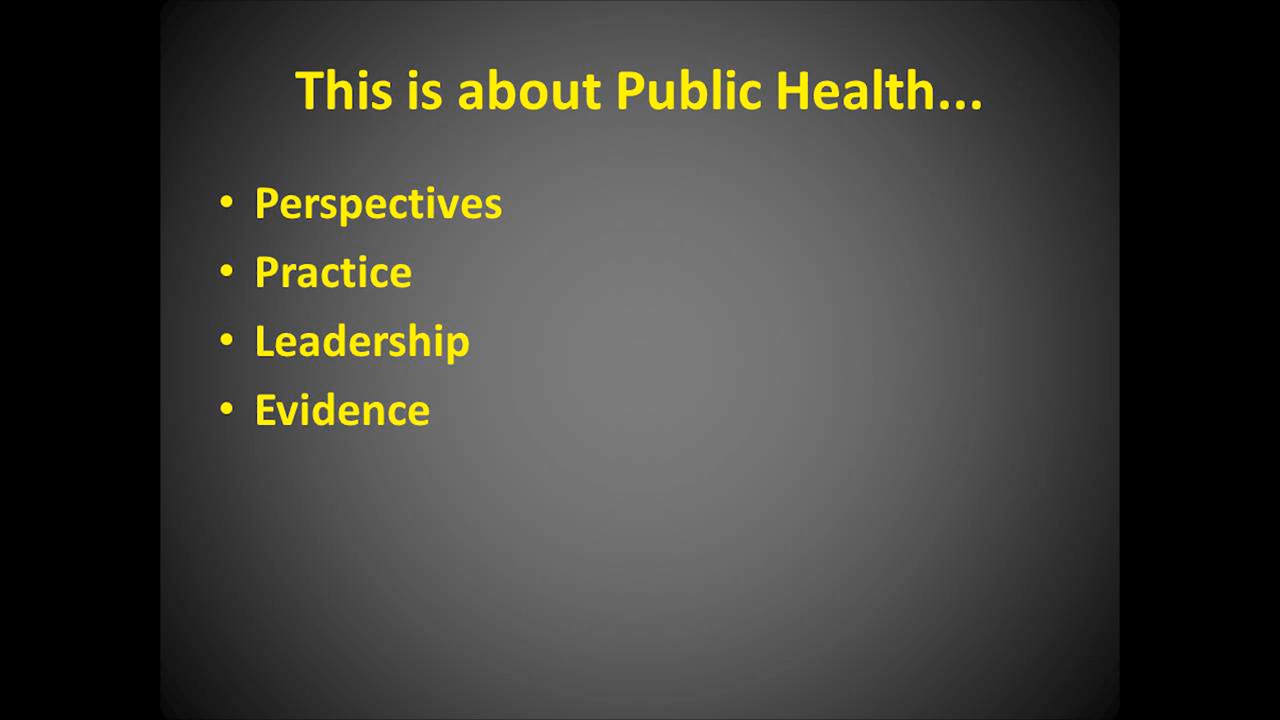 This is about Public Health...
• Perspectives
• Practice
• Leadership
• Evidence